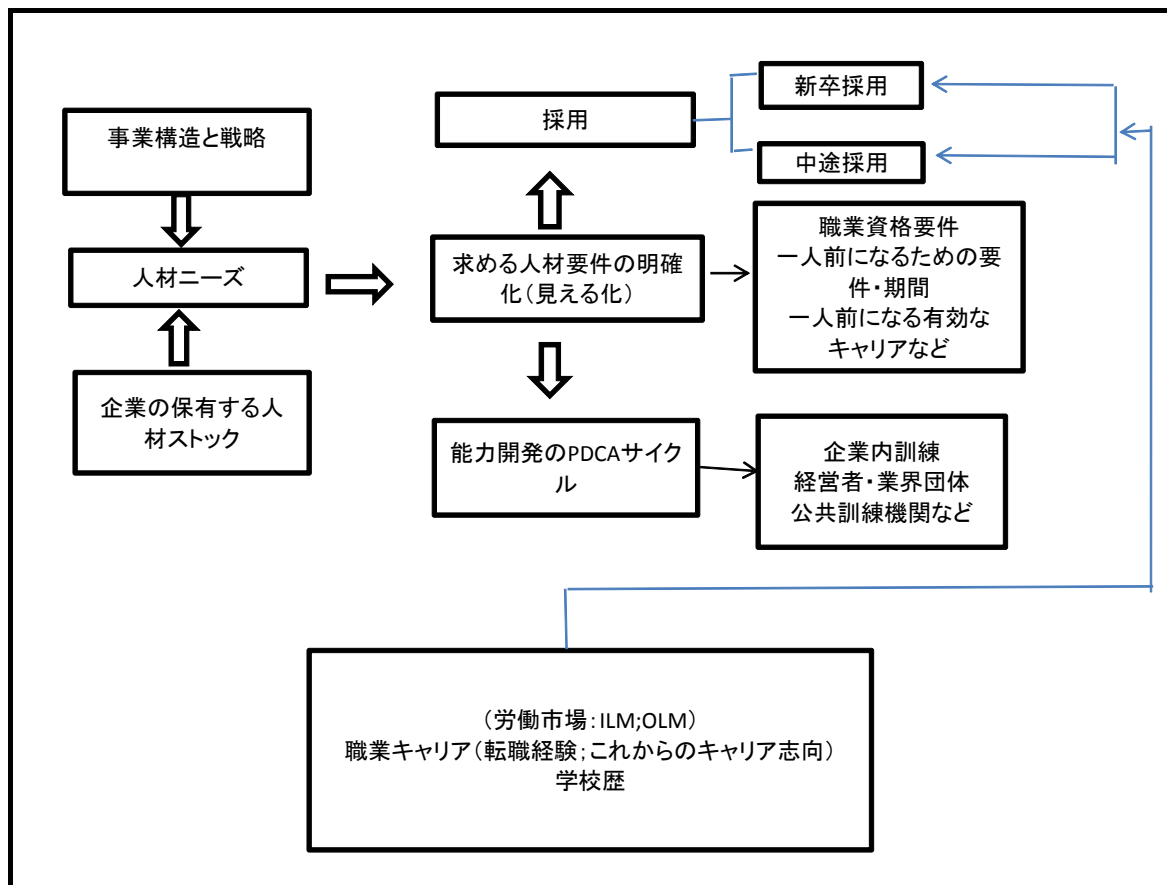 事業構造と戦略
人材ニーズ
企業の保有する人
材ストック
採用
求める人材要件の明確
化（見える化）
能力開発のPDCAサイク
ル
新卒採用
中途採用
職業資格要件
一人前になるための要
件・期間
一人前になる有効な
キャリアなど
企業内訓練
経営者・業界団体
公共訓練機関など
（労働市場：ILM;OLM）
職業キャリア（転職経験；これからのキャリア志向）
学校歴